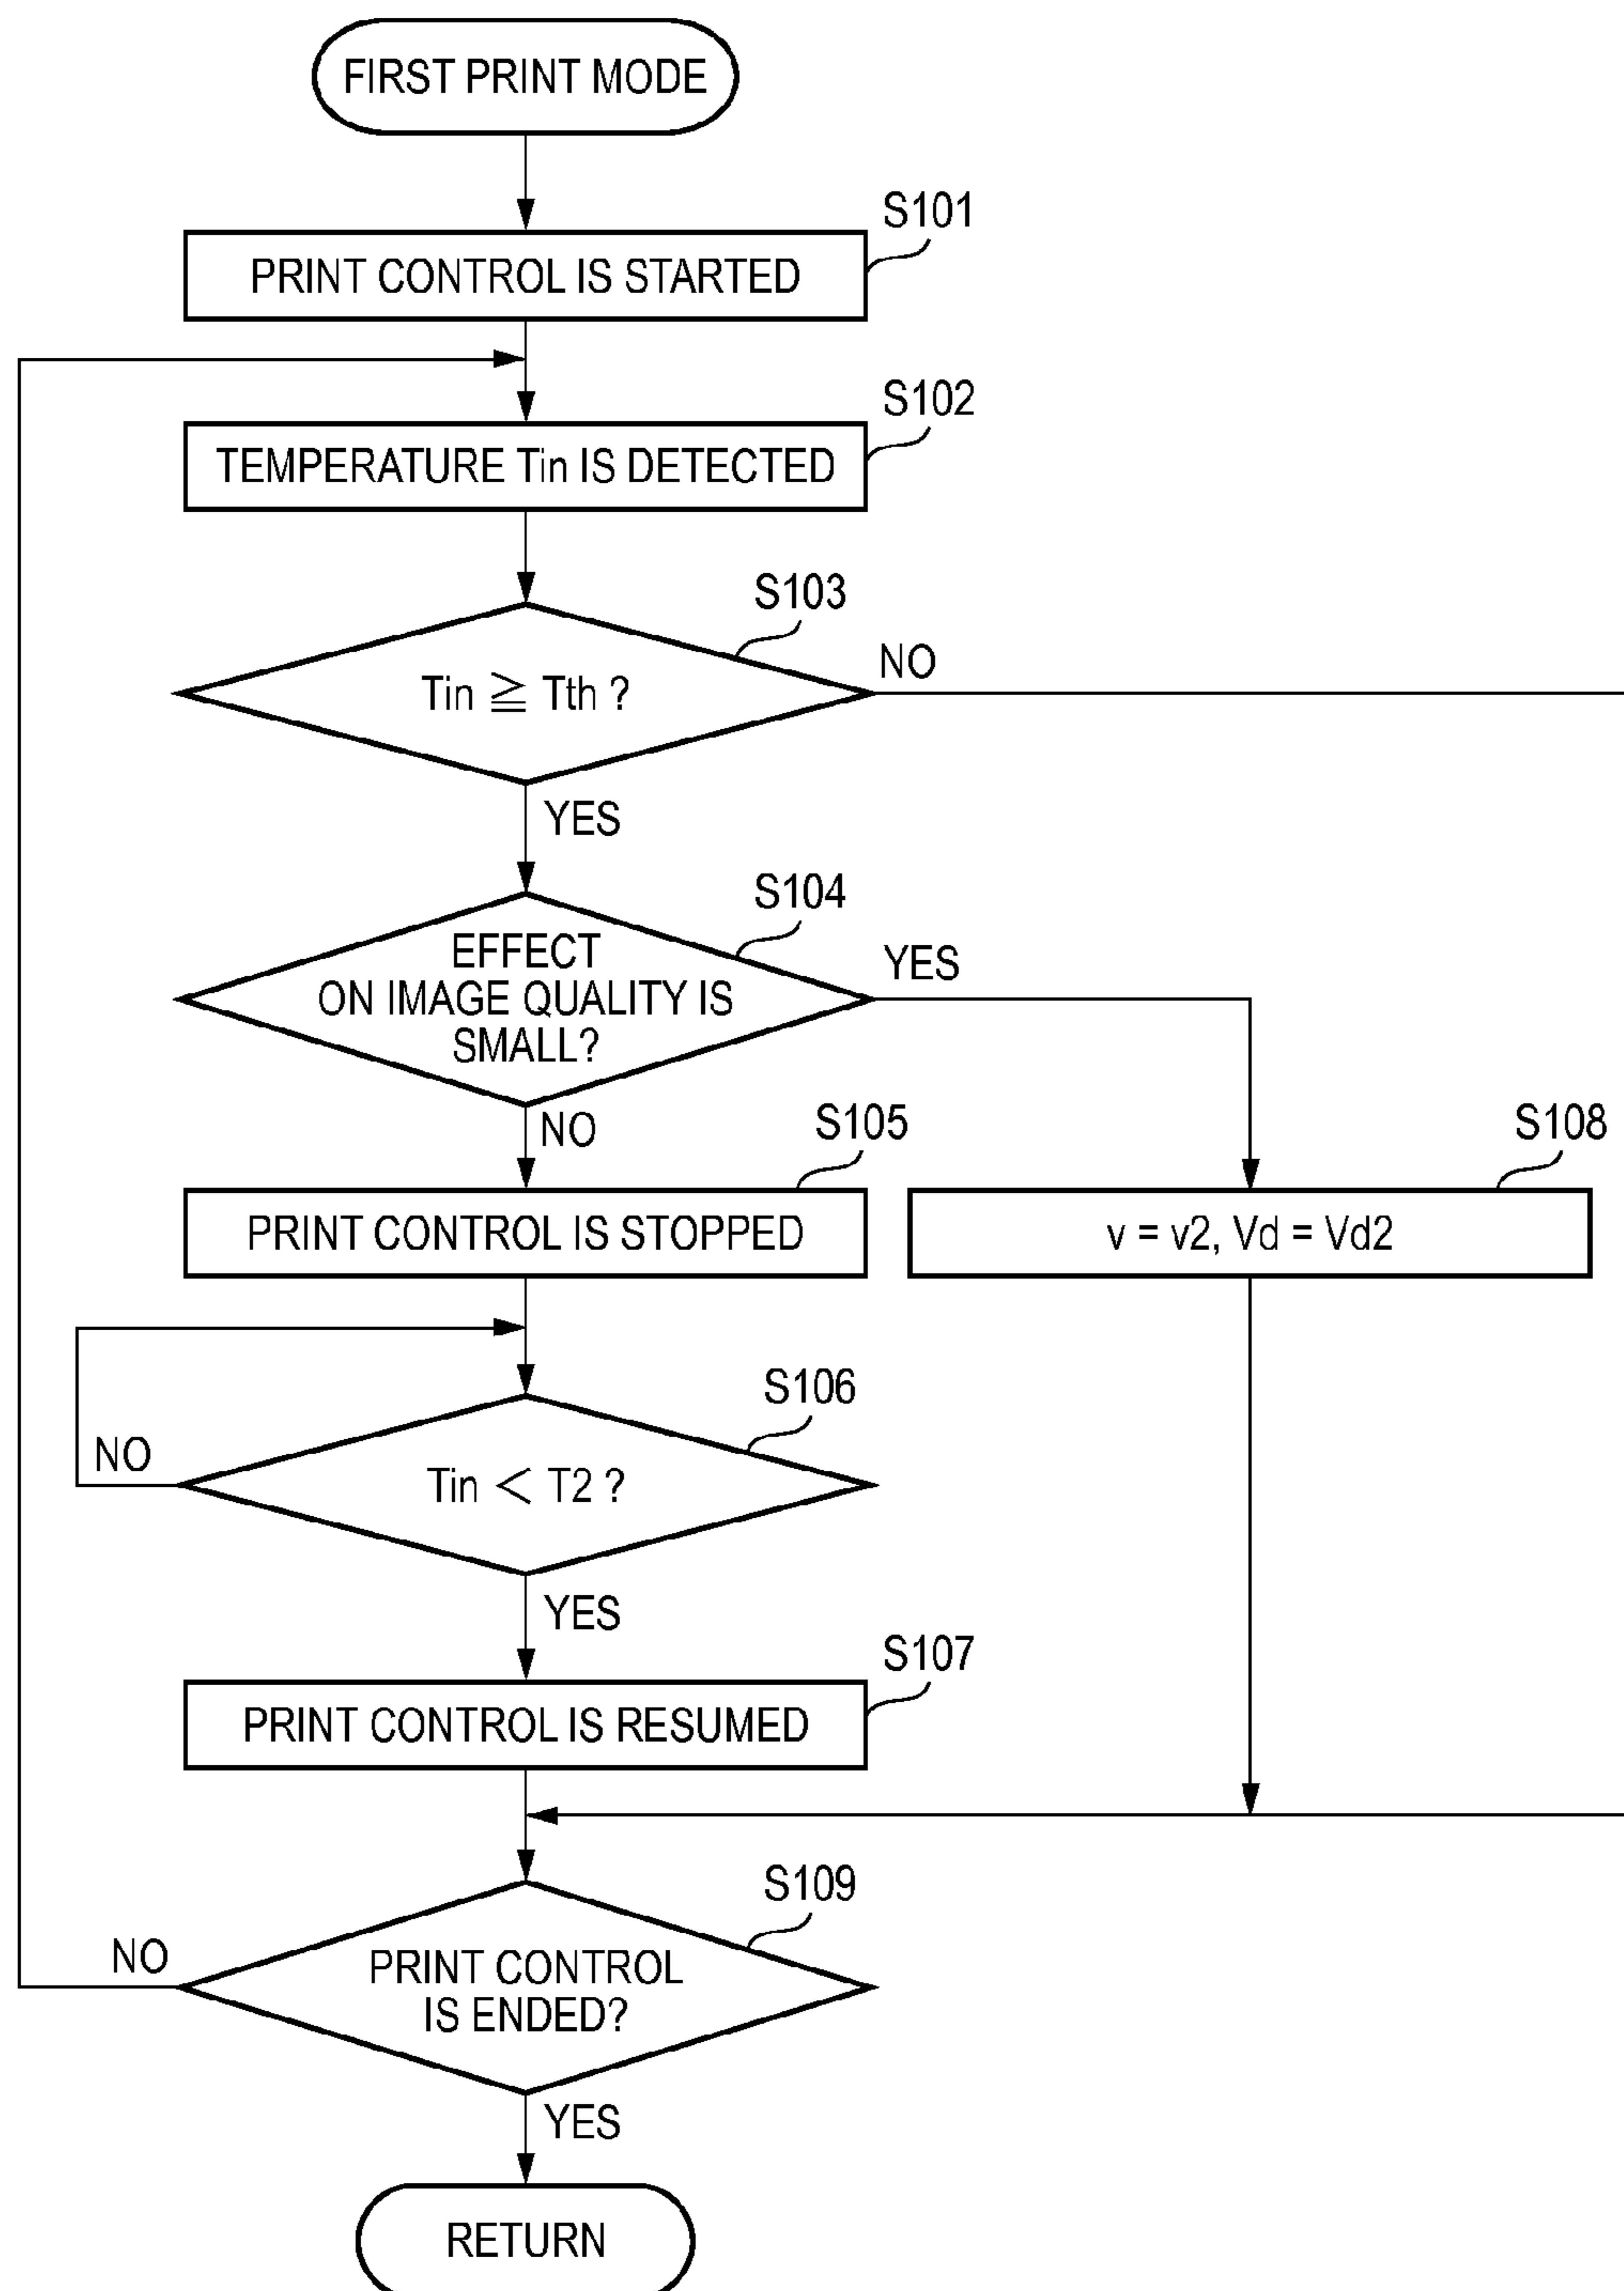 FIRST PRINT MODE
S101
PRINT CONTROL IS STARTED
S102
TEMPERATURE Tin IS DETECTED
S103
Tin ≧ Tth ?
NO
YES
S104
EFFECT
ON IMAGE QUALITY IS
SMALL?
YES
NO
S105
PRINT CONTROL IS STOPPED
S108
v = v2, Vd = Vd2
S106
Tin < T2 ?
NO
YES
S107
PRINT CONTROL IS RESUMED
S109
PRINT CONTROL
IS ENDED?
NO
YES
RETURN